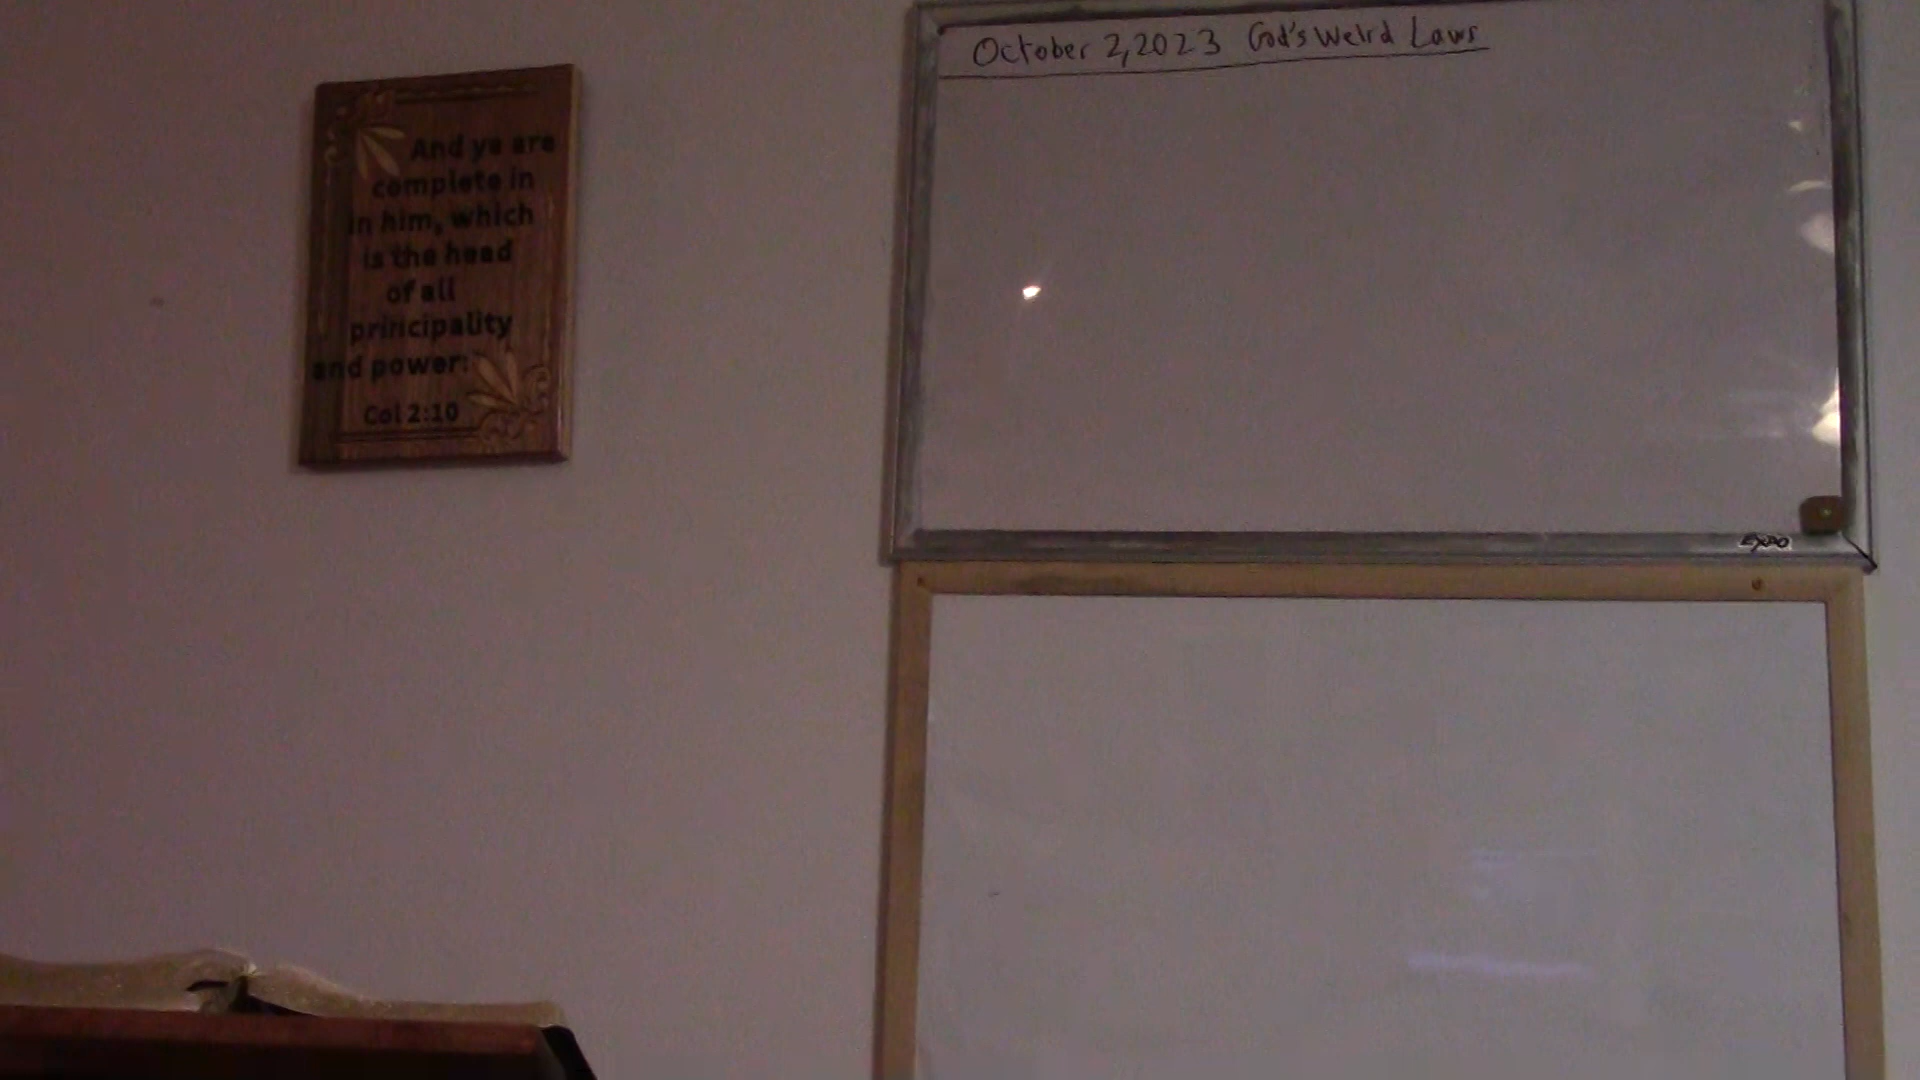 October 2, 2023 God's Weird Laws
And ye are
complete in
in him, which
is the head
of all
principality
and power:
Col 2:10
EXPO